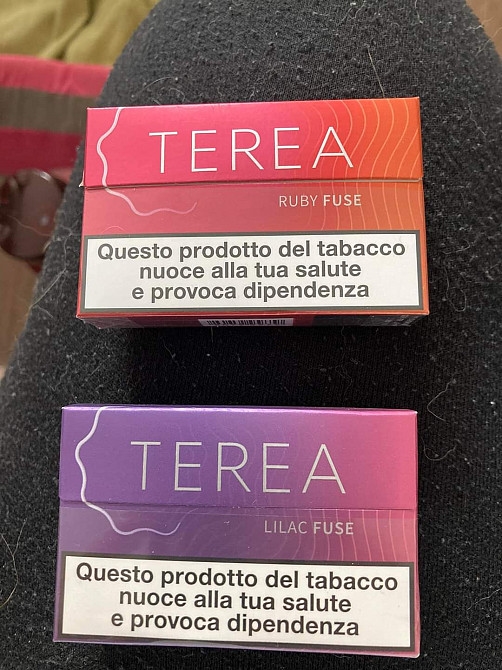 TEREA
RUBY FUSE
Questo prodotto del tabacco
nuoce alla tua salute
e provoca dipendenza
TEREA
LILAC FUSE
Questo prodotto del tabacco
nuoce alla tua salute
e provoca dipendenza